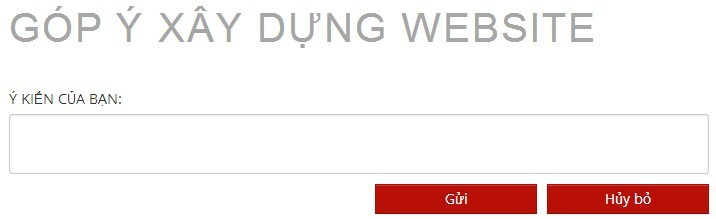 GÓP Ý XÂY DỰNG WEBSITE
Ý KIẾN CỦA BẠN:
Gửi
Hủy bỏ